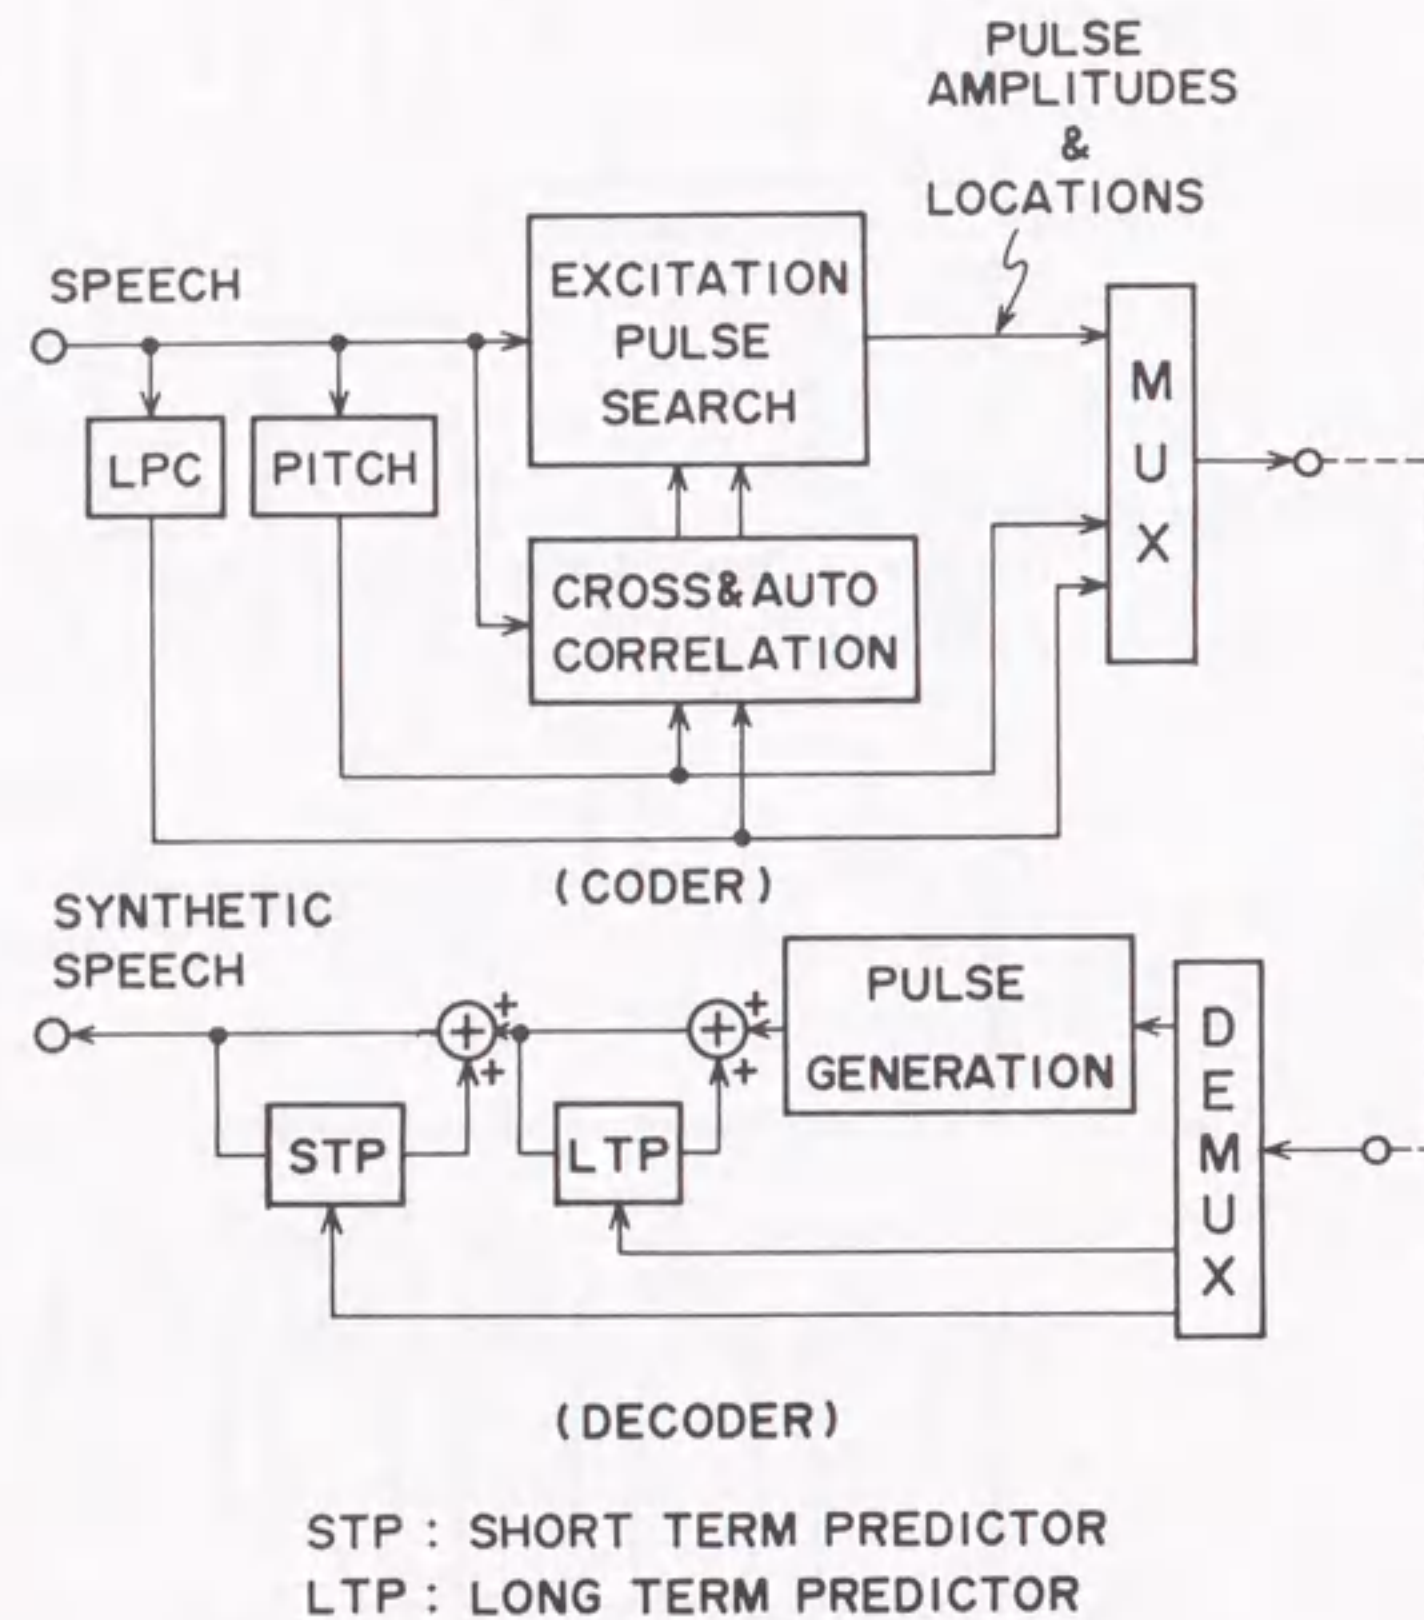 PULSE
AMPLITUDES
&
LOCATIONS
SPEECH
EXCITATION
PULSE
SEARCH
M
U
X
LPC
PITCH
CROSS&AUTO
CORRELATION
(CODER)
SYNTHETIC
SPEECH
+
+
+
+
+
+
PULSE
GENERATION
D
E
M
U
X
STP
LTP
(DECODER)
STP : SHORT TERM PREDICTOR
LTP : LONG TERM PREDICTOR